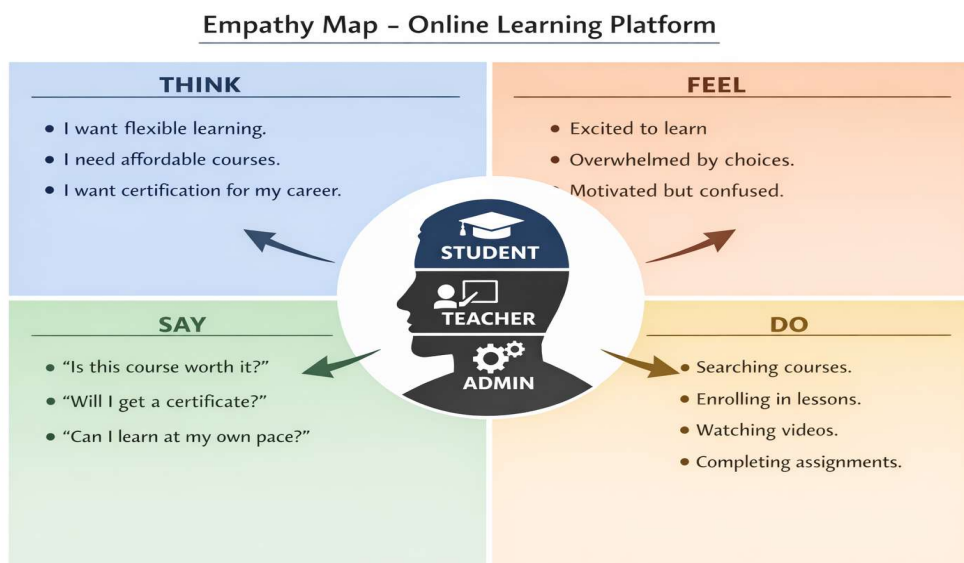 Empathy Map – Online Learning Platform
THINK
• I want flexible learning.
• I need affordable courses.
• I want certification for my career.
FEEL
• Excited to learn
• Overwhelmed by choices.
• Motivated but confused.
STUDENT
TEACHER
ADMIN
SAY
• “Is this course worth it?”
• “Will I get a certificate?”
• “Can I learn at my own pace?”
DO
• Searching courses.
• Enrolling in lessons.
• Watching videos.
• Completing assignments.